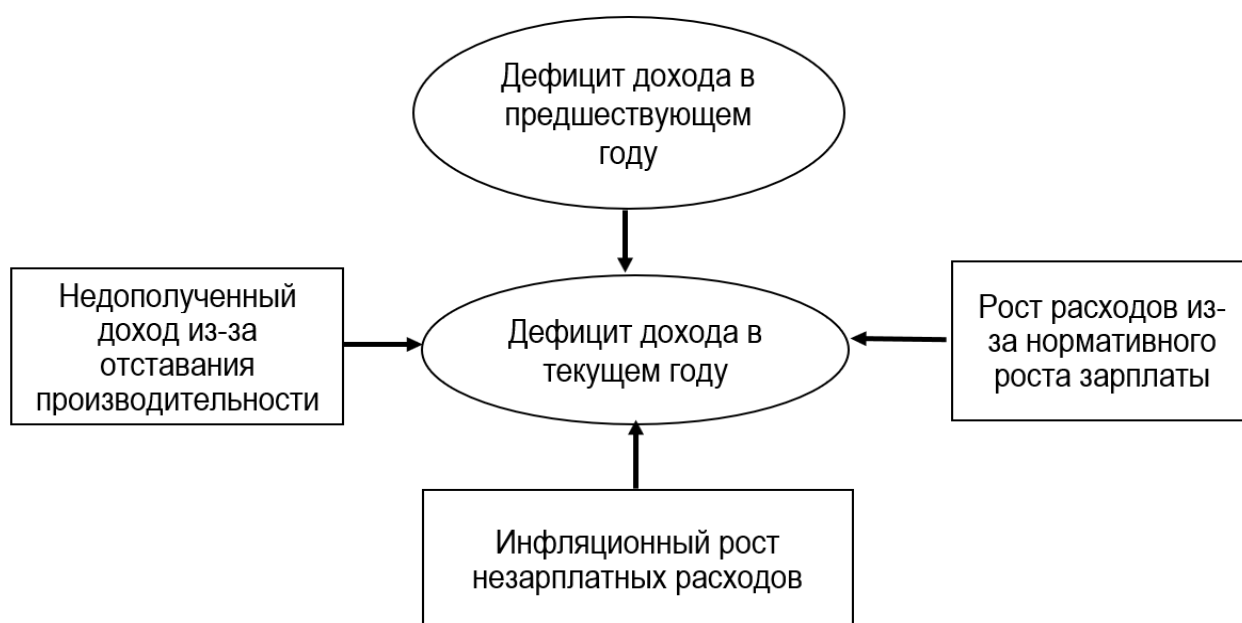 Дефицит дохода в
предшествующем
году
Недополученный
доход из-за
отставания
производительности
Дефицит дохода в
текущем году
Рост расходов из-
за нормативного
роста зарплаты
Инфляционный рост
незарплатных расходов